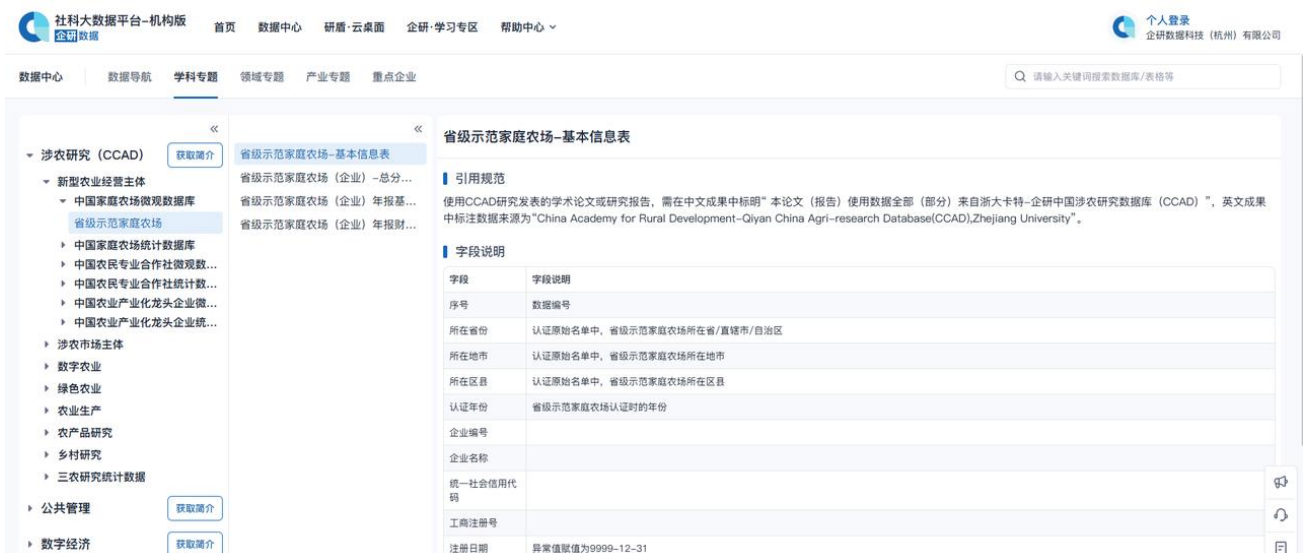 社科大数据平台-机构版
企研数据
首页 数据中心 研盾·云桌面 企研·学习专区 帮助中心
个人登录
企研数据科技（杭州）有限公司
数据中心 数据导航 学科专题 领域专题 产业专题 重点企业
请输入关键词搜索数据库/表格等
涉农研究（CCAD） 获取简介
新型农业经营主体
中国家庭农场微观数据库
省级示范家庭农场
中国家庭农场统计数据库
中国农民专业合作社微观数...
中国农民专业合作社统计数...
中国农业产业化龙头企业微...
中国农业产业化龙头企业统...
涉农市场主体
数字农业
绿色农业
农业生产
农产品研究
乡村研究
三农研究统计数据
公共管理 获取简介
数字经济 获取简介
省级示范家庭农场-基本信息表
省级示范家庭农场（企业）-总分...
省级示范家庭农场（企业）年报基...
省级示范家庭农场（企业）年报财...
省级示范家庭农场-基本信息表
引用规范
使用CCAD研究发表的学术论文或研究报告，需在中文成果中标明“ 本论文（报告）使用数据全部（部分）来自浙大卡特-企研中国涉农研究数据库（CCAD）”，英文成果
中标注数据来源为“China Academy for Rural Development-Qiyan China Agri-research Database(CCAD),Zhejiang University”。
字段说明
字段 字段说明
序号 数据编号
所在省份 认证原始名单中，省级示范家庭农场所在省/直辖市/自治区
所在地市 认证原始名单中，省级示范家庭农场所在地市
所在区县 认证原始名单中，省级示范家庭农场所在区县
认证年份 省级示范家庭农场认证时的年份
企业编号
企业名称
统一社会信用代
码
工商注册号
注册日期 异常值赋值为9999-12-31